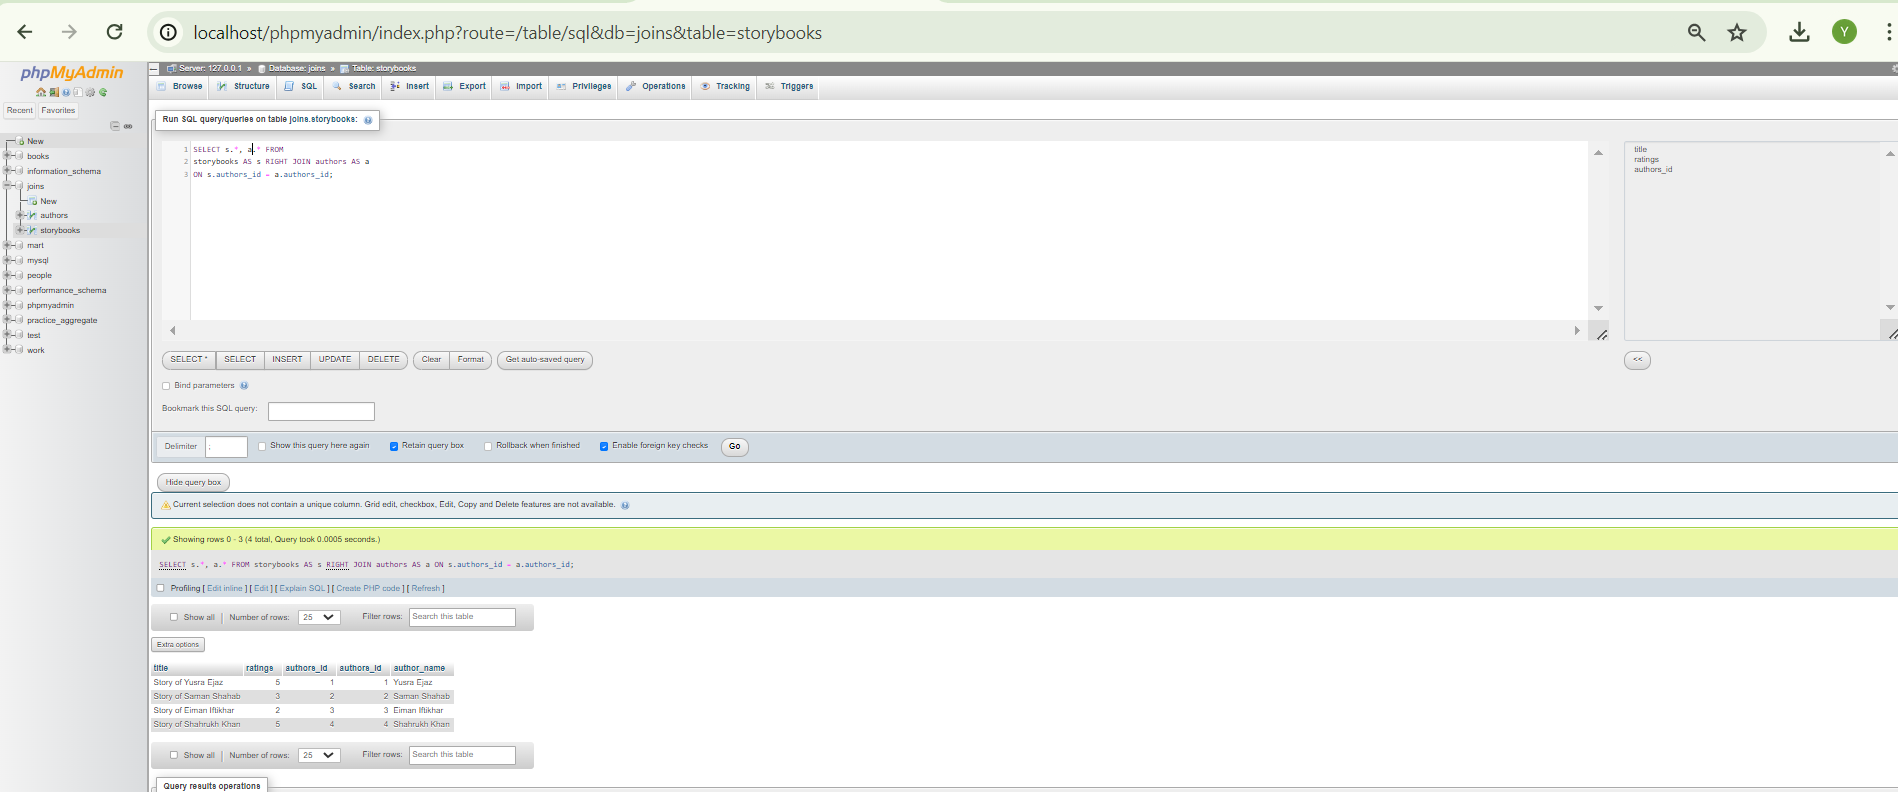 localhost/phpmyadmin/index.php?route=/table/sql&db=joins&table=storybooks
Y
phpMyAdmin
Recent Favorites
New
books
information_schema
joins
New
authors
storybooks
mart
mysql
people
performance_schema
phpmyadmin
practice_aggregate
test
work
Server: 127.0.0.1 » Database: joins » Table: storybooks
Browse Structure SQL Search Insert Export Import Privileges Operations Tracking Triggers
Run SQL query/queries on table joins.storybooks:
1 SELECT s.*, a.* FROM
2 storybooks AS s RIGHT JOIN authors AS a
3 ON s.authors_id = a.authors_id;
title
ratings
authors_id
SELECT * SELECT INSERT UPDATE DELETE Clear Format Get auto-saved query
<<
Bind parameters
Bookmark this SQL query:
Delimiter ; Show this query here again Retain query box Rollback when finished Enable foreign key checks Go
Hide query box
Current selection does not contain a unique column. Grid edit, checkbox, Edit, Copy and Delete features are not available.
Showing rows 0 - 3 (4 total, Query took 0.0005 seconds.)
SELECT s.*, a.* FROM storybooks AS s RIGHT JOIN authors AS a ON s.authors_id = a.authors_id;
Profiling [ Edit inline ] [ Edit ] [ Explain SQL ] [ Create PHP code ] [ Refresh ]
Show all | Number of rows: 25 Filter rows: Search this table
Extra options
title ratings authors_id authors_id author_name
Story of Yusra Ejaz 5 1 1 Yusra Ejaz
Story of Saman Shahab 3 2 2 Saman Shahab
Story of Eiman Iftikhar 2 3 3 Eiman Iftikhar
Story of Shahrukh Khan 5 4 4 Shahrukh Khan
Show all | Number of rows: 25 Filter rows: Search this table
Query results operations